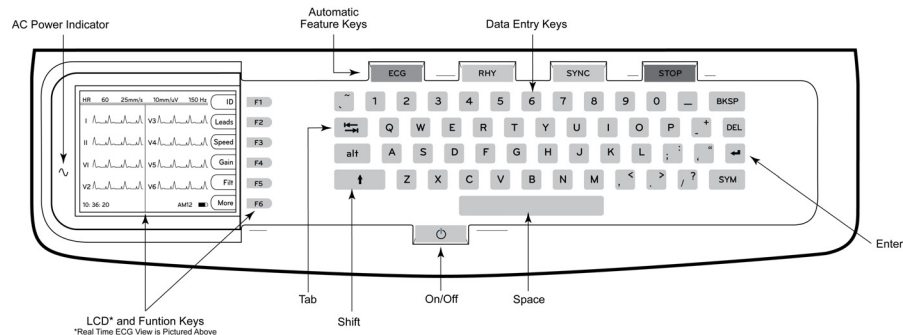 AC Power Indicator
Automatic
Feature Keys
Data Entry Keys
ECG RHY SYNC STOP
HR 60 25mm/s 10mm/uV 150 Hz ID
I V3 Leads
II V4 Speed
VI V5 Gain
V2 V6 Filt
10: 36: 20 AM12 More
F1
F2
F3
F4
F5
F6
~ ` 1 2 3 4 5 6 7 8 9 0 _ BKSP
Q W E R T Y U I O P - + DEL
alt A S D F G H J K L ; : , “
Z X C V B N M , < . > / ? SYM
Enter
Tab
Shift
On/Off
Space
LCD* and Funtion Keys
*Real Time ECG View is Pictured Above